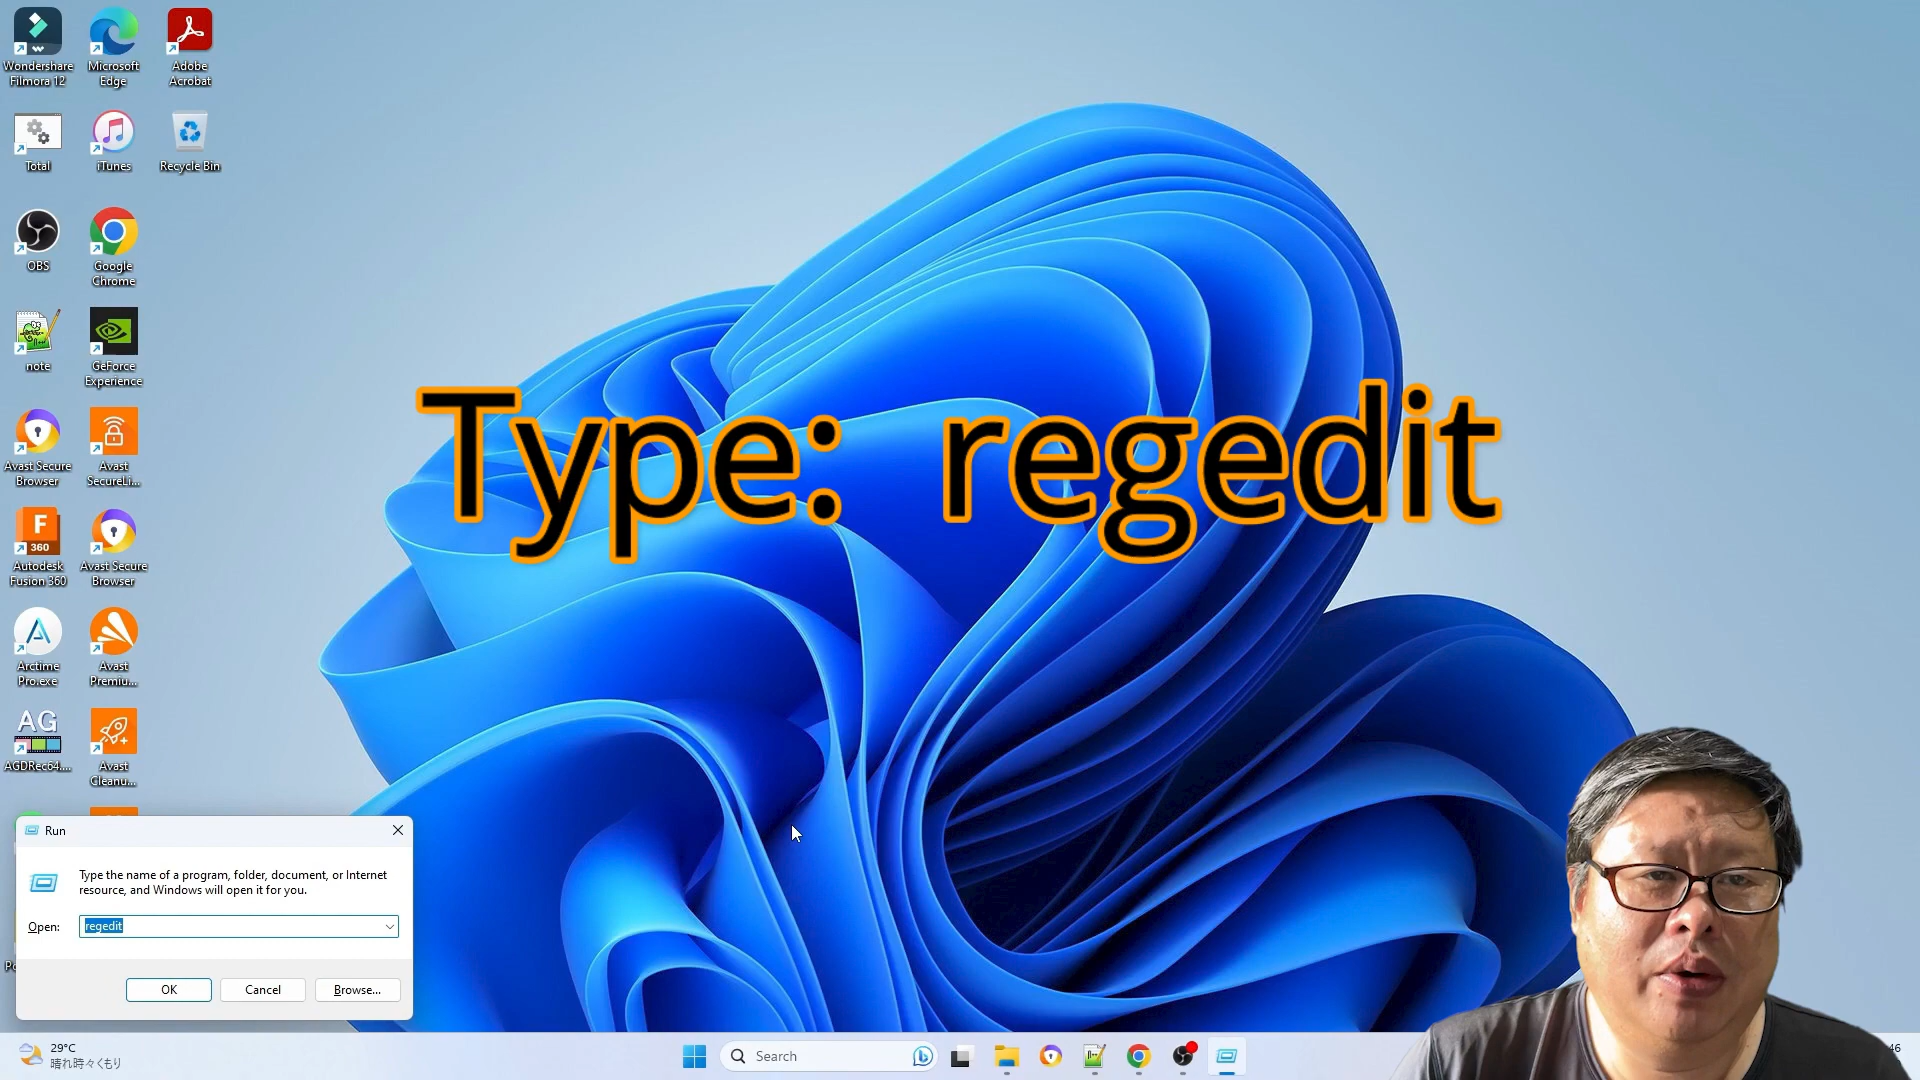 Wondershare
Filmora 12
Microsoft
Edge
Adobe
Acrobat
Total
iTunes
Recycle Bin
OBS
Google
Chrome
note
GeForce
Experience
Avast Secure
Browser
Avast
SecureLi...
F
360
Autodesk
Fusion 360
Avast Secure
Browser
Arctime
Pro.exe
Avast
Premiu...
AG
AGDRec64....
Avast
Cleanu...
Type: regedit
Run
Type the name of a program, folder, document, or Internet
resource, and Windows will open it for you.
Open:
regedit
OK
Cancel
Browse...
29°C
晴れ時々くもり
Search
46